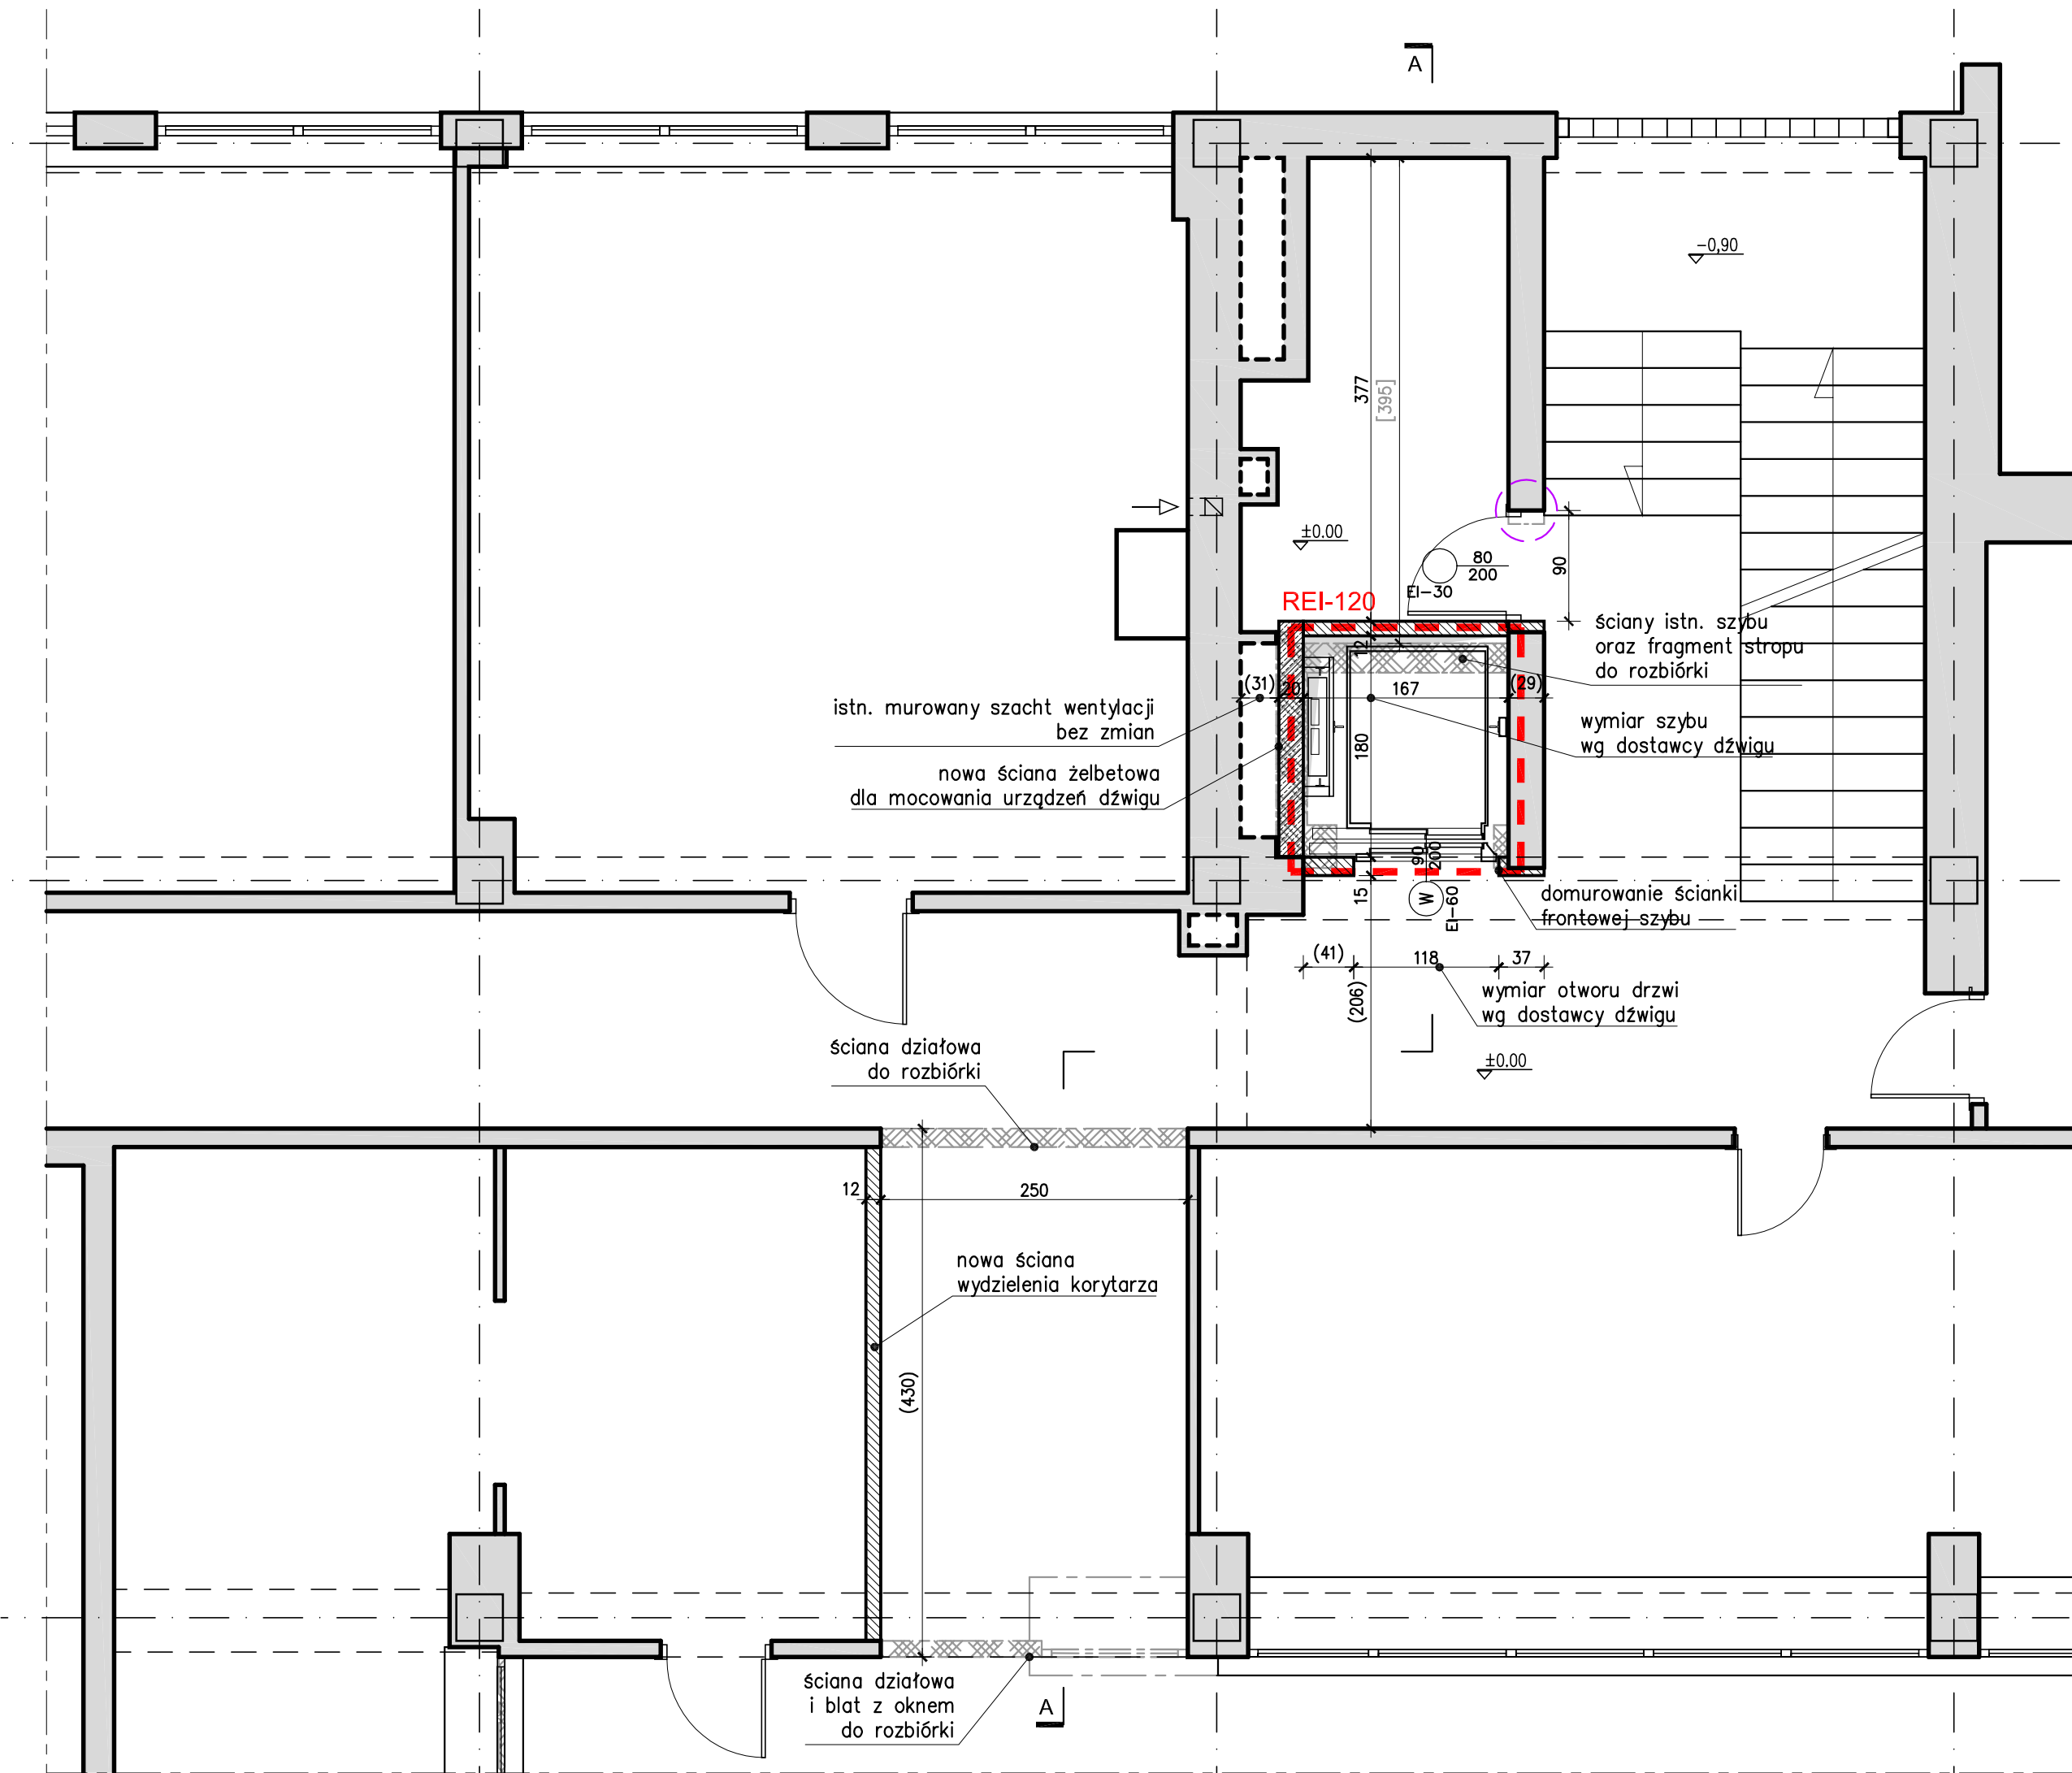 A
-0,90
377
[395]
±0.00
80
200
EI-30
90
REI-120
ściany istn. szybu
oraz fragment stropu
do rozbiórki
12
(31)
20
167
(29)
istn. murowany szacht wentylacji
bez zmian
wymiar szybu
wg dostawcy dźwigu
180
nowa ściana żelbetowa
dla mocowania urządzeń dźwigu
90
200
15
W
EI-60
domurowanie ścianki
frontowej szybu
(41)
118
37
(206)
wymiar otworu drzwi
wg dostawcy dźwigu
ściana działowa
do rozbiórki
±0.00
12
250
nowa ściana
wydzielenia korytarza
(430)
ściana działowa
i blat z oknem
do rozbiórki
A